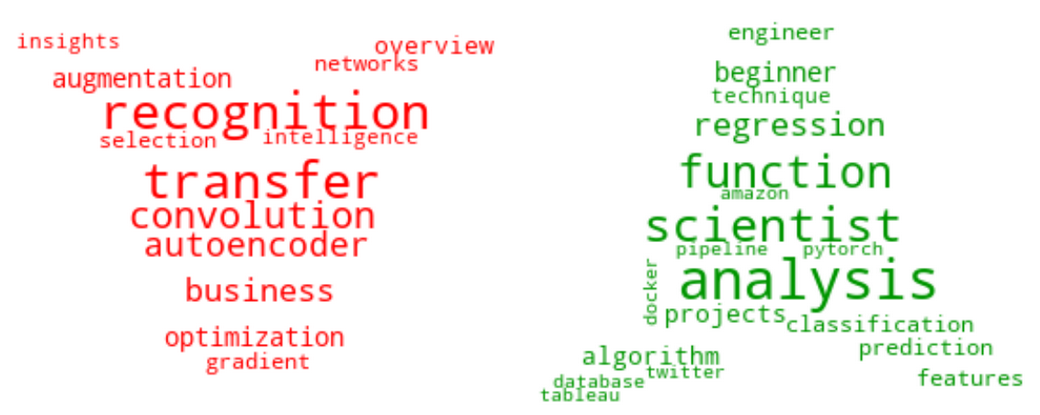 insights
overview
networks
augmentation
recognition
selection
intelligence
transfer
convolution
autoencoder
business
optimization
gradient
engineer
beginner
technique
regression
function
amazon
scientist
pipeline
pytorch
analysis
docker
projects
classification
prediction
algorithm
twitter
features
database
tableau